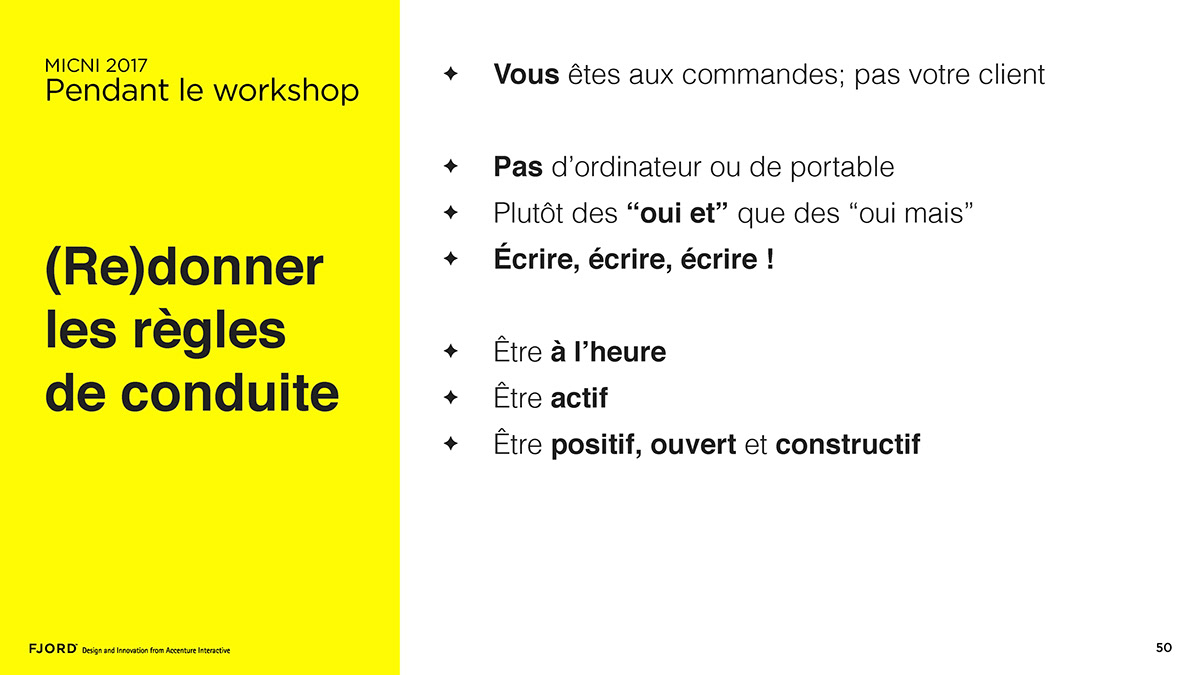 MICNI 2017
Pendant le workshop
(Re)donner
les règles
de conduite
✦ Vous êtes aux commandes; pas votre client
✦ Pas d’ordinateur ou de portable
✦ Plutôt des “oui et” que des “oui mais”
✦ Écrire, écrire, écrire !
✦ Être à l’heure
✦ Être actif
✦ Être positif, ouvert et constructif
FJORD Design and Innovation from Accenture Interactive
50